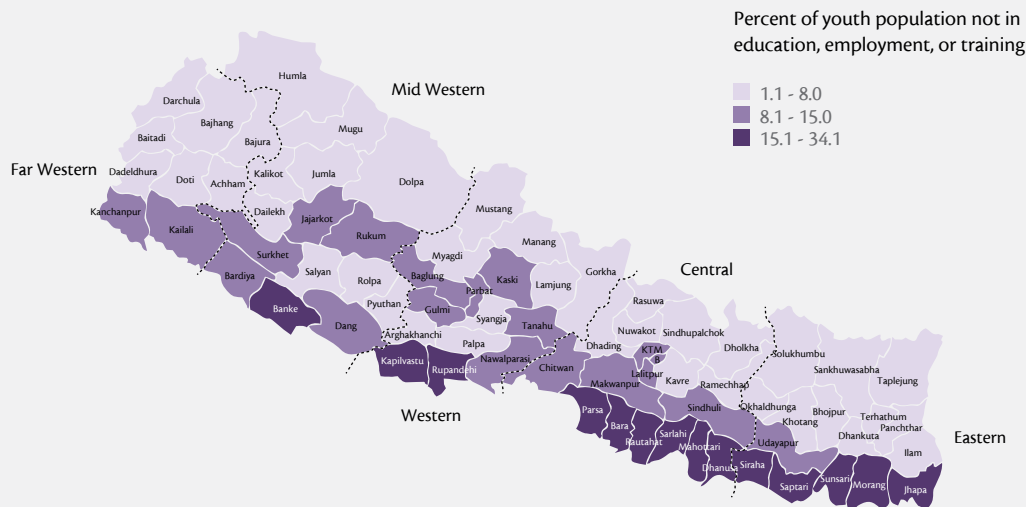 Percent of youth population not in
education, employment, or training
1.1 - 8.0
8.1 - 15.0
15.1 - 34.1
Far Western
Mid Western
Western
Central
Eastern
Humla
Darchula
Bajhang
Mugu
Baitadi
Bajura
Dadeldhura
Doti
Achham
Kalikot
Jumla
Dolpa
Kanchanpur
Kailali
Dailekh
Jajarkot
Rukum
Mustang
Surkhet
Bardiya
Salyan
Rolpa
Myagdi
Manang
Baglung
Parbat
Kaski
Lamjung
Gorkha
Banke
Dang
Pyuthan
Gulmi
Syangja
Tanahu
Arghakhanchi
Palpa
Kapilvastu
Rupandehi
Nawalparasi
Chitwan
Dhading
Rasuwa
Nuwakot
Sindhupalchok
Dholkha
KTM
B
Lalitpur
Kavre
Ramechhap
Makwanpur
Sindhuli
Parsa
Bara
Rautahat
Sarlahi
Mahottari
Dhanusa
Solukhumbu
Sankhuwasabha
Taplejung
Okhaldhunga
Khotang
Bhojpur
Terhathum
Panchthar
Dhankuta
Ilam
Udayapur
Siraha
Saptari
Sunsari
Morang
Jhapa